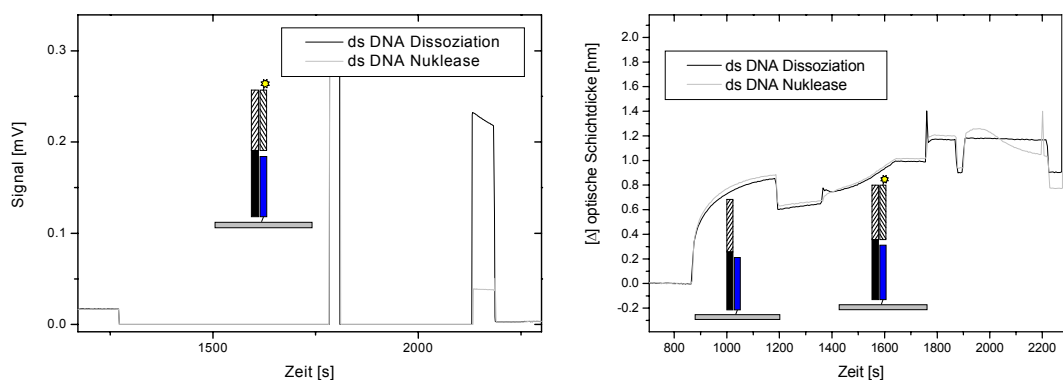 ds DNA Dissoziation
ds DNA Nuklease
Signal [mV]
0.3
0.2
0.1
0.0
1500
2000
Zeit [s]
ds DNA Dissoziation
ds DNA Nuklease
[Δ] optische Schichtdicke [nm]
2.0
1.8
1.6
1.4
1.2
1.0
0.8
0.6
0.4
0.2
0.0
-0.2
800 1000 1200 1400 1600 1800 2000 2200
Zeit [s]